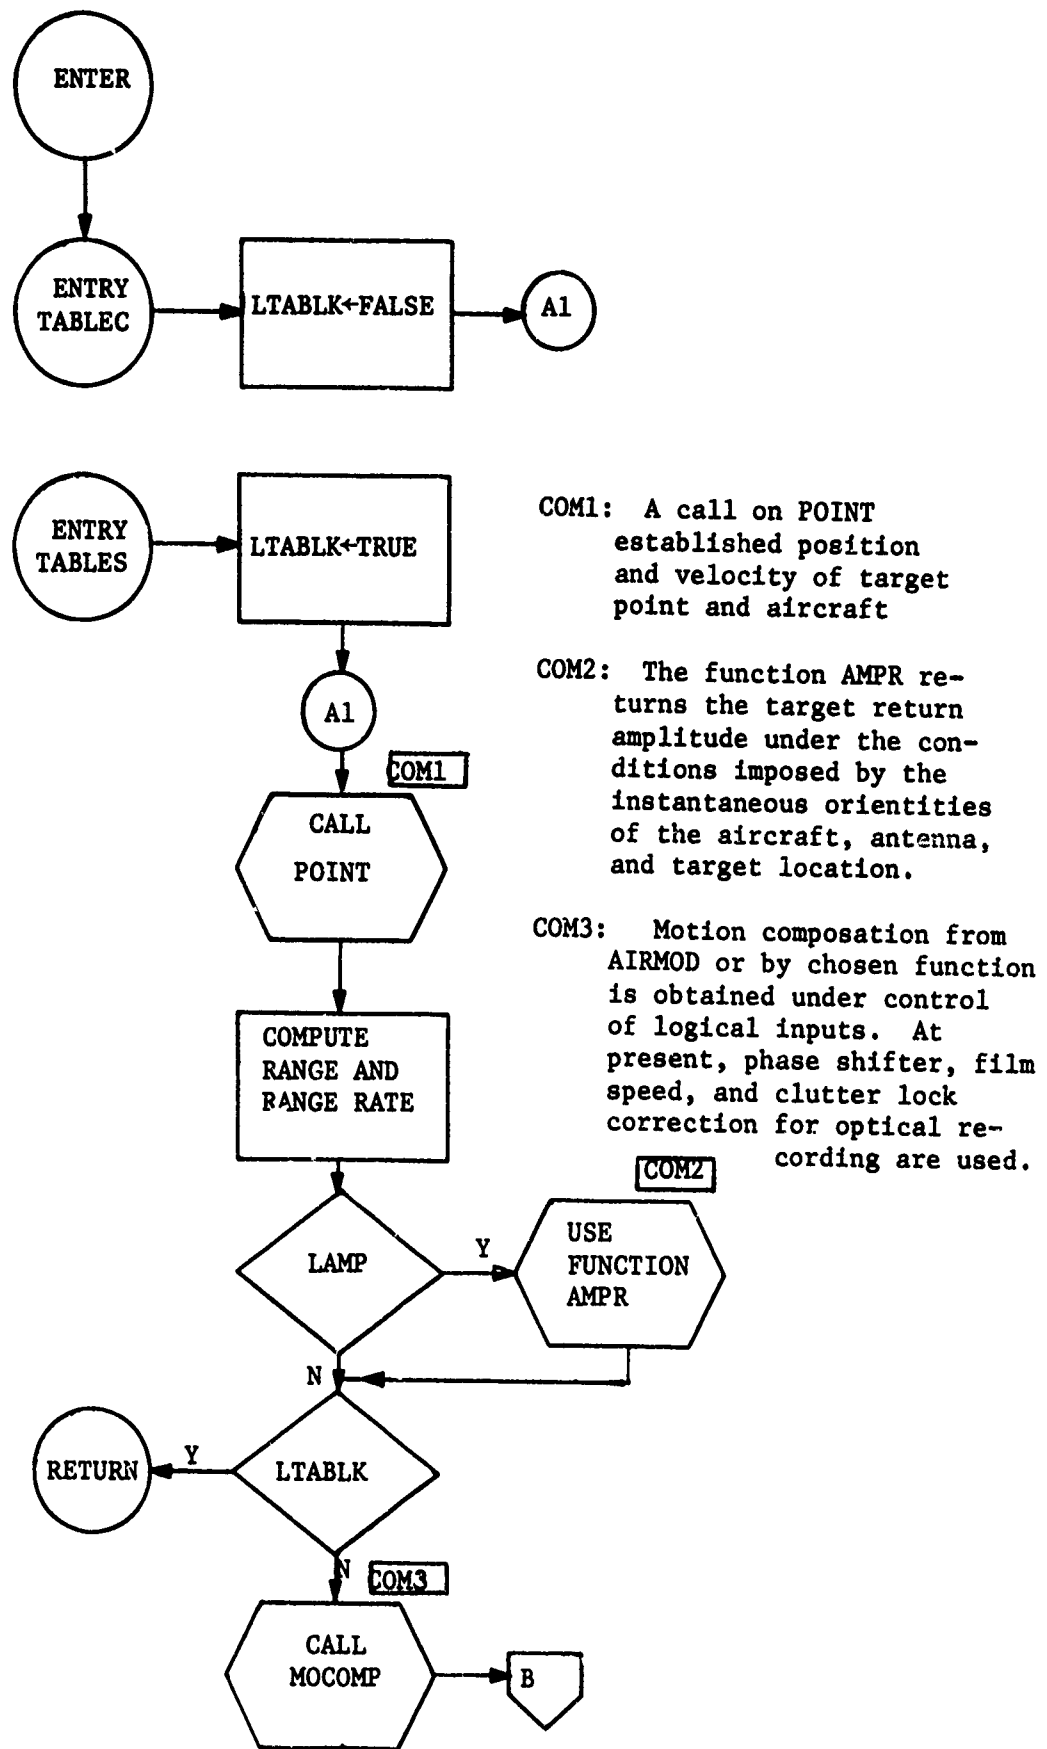 ENTER
ENTRY
TABLEC
LTABLK←FALSE
A1
ENTRY
TABLES
LTABLK←TRUE
A1
COM1
CALL
POINT
COMPUTE
RANGE AND
RANGE RATE
LAMP
Y
COM2
USE
FUNCTION
AMPR
N
LTABLK
Y
RETURN
N
COM3
CALL
MOCOMP
B
COM1: A call on POINT
established position
and velocity of target
point and aircraft
COM2: The function AMPR re-
turns the target return
amplitude under the con-
ditions imposed by the
instantaneous orientities
of the aircraft, antenna,
and target location.
COM3: Motion composation from
AIRMOD or by chosen function
is obtained under control
of logical inputs. At
present, phase shifter, film
speed, and clutter lock
correction for optical re-
cording are used.